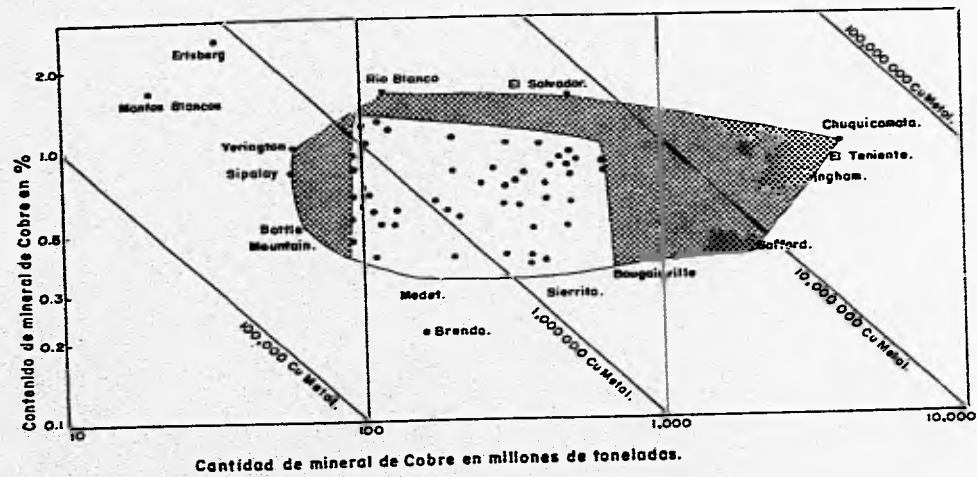 Contenido de mineral de Cobre en %
2.0
1.0
0.5
0.3
0.2
0.1
10
100
1,000
10.000
Ertsberg
Mantos Blancos
Rio Blanco
El Salvador.
100,000,000 Cu Metal.
Chuquicamata.
El Teniente.
Ingham.
Yerington
Sipalay
Battle
Mountain.
Safford.
Bougainville
Medet.
Sierrita.
Brenda.
100,000 Cu Metal.
1,000,000 Cu Metal.
10,000,000 Cu Metal.
Cantidad de mineral de Cobre en millones de toneladas.